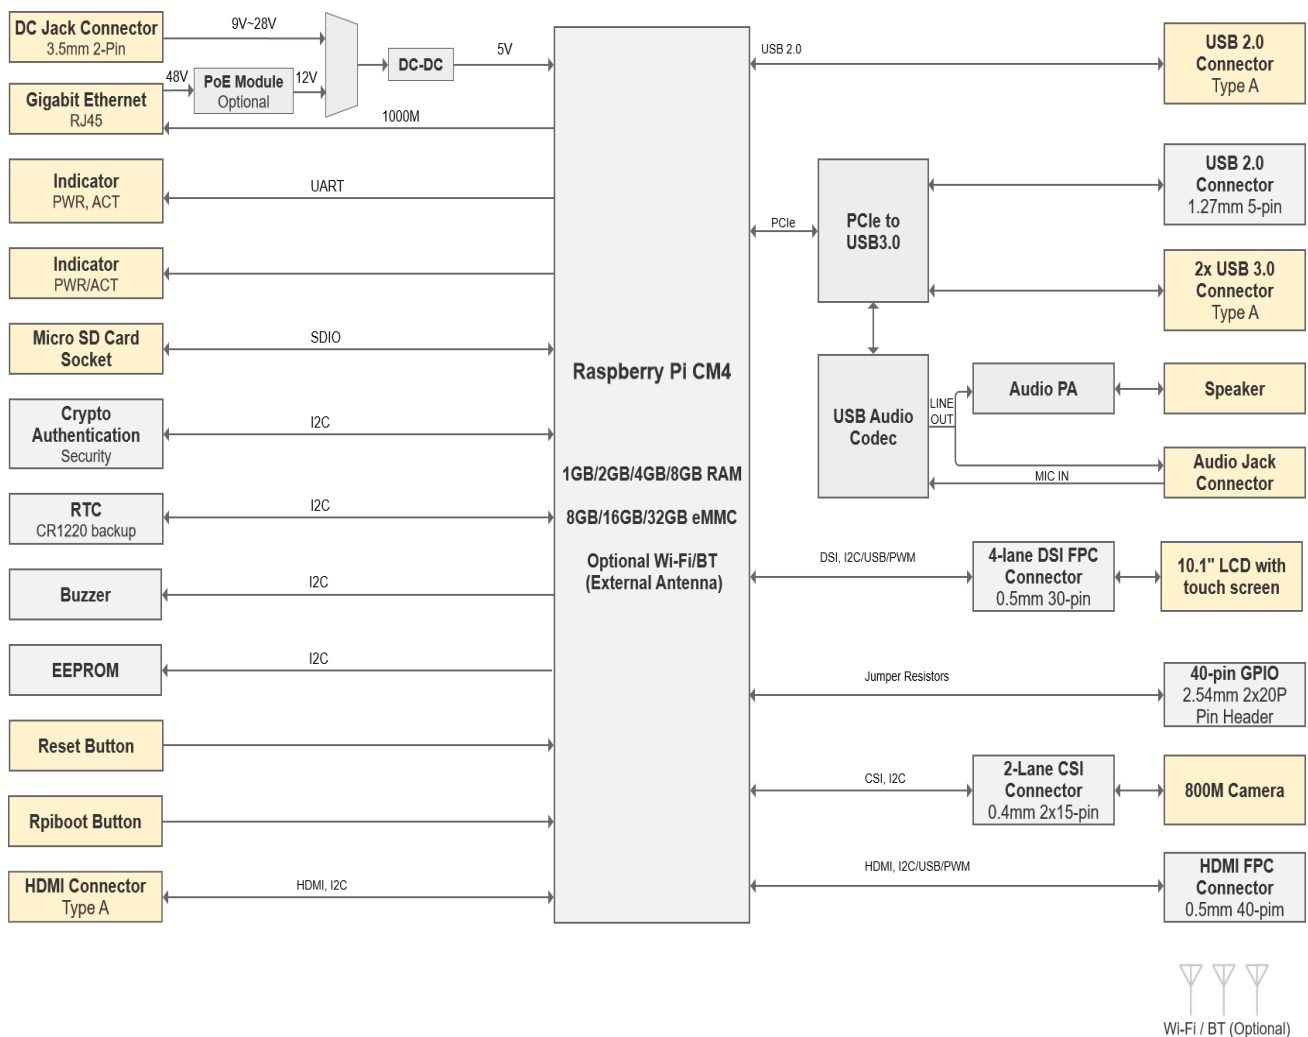 DC Jack Connector
3.5mm 2-Pin
9V~28V
48V
PoE Module
Optional
12V
DC-DC
5V
Gigabit Ethernet
RJ45
1000M
Indicator
PWR, ACT
UART
Indicator
PWR/ACT
Micro SD Card
Socket
SDIO
Crypto
Authentication
Security
I2C
RTC
CR1220 backup
I2C
Buzzer
I2C
EEPROM
I2C
Reset Button
Rpiboot Button
HDMI Connector
Type A
HDMI, I2C
Raspberry Pi CM4
1GB/2GB/4GB/8GB RAM
8GB/16GB/32GB eMMC
Optional Wi-Fi/BT
(External Antenna)
USB 2.0
USB 2.0
Connector
Type A
PCIe
PCIe to
USB3.0
USB 2.0
Connector
1.27mm 5-pin
2x USB 3.0
Connector
Type A
USB Audio
Codec
LINE
OUT
Audio PA
Speaker
MIC IN
Audio Jack
Connector
DSI, I2C/USB/PWM
4-lane DSI FPC
Connector
0.5mm 30-pin
10.1" LCD with
touch screen
Jumper Resistors
40-pin GPIO
2.54mm 2x20P
Pin Header
CSI, I2C
2-Lane CSI
Connector
0.4mm 2x15-pin
800M Camera
HDMI, I2C/USB/PWM
HDMI FPC
Connector
0.5mm 40-pim
Wi-Fi / BT (Optional)